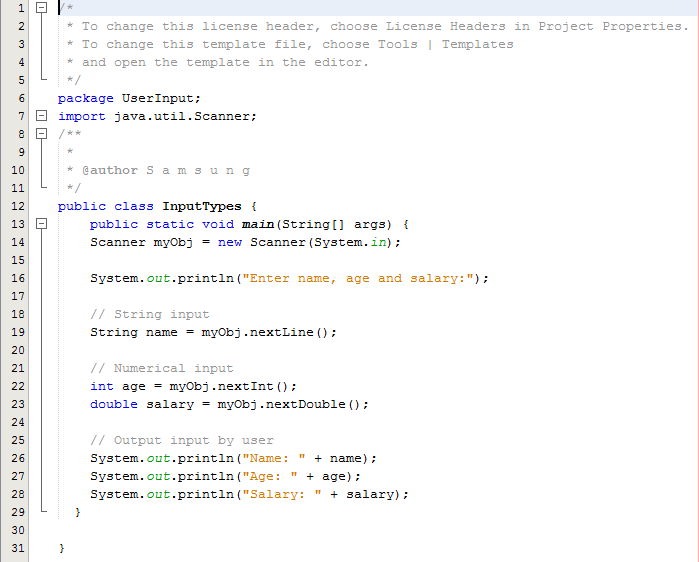 1 /*
2  * To change this license header, choose License Headers in Project Properties.
3  * To change this template file, choose Tools | Templates
4  * and open the template in the editor.
5  */
6 package UserInput;
7 import java.util.Scanner;
8 /**
9  *
10  * @author S a m s u n g
11  */
12 public class InputTypes {
13     public static void main(String[] args) {
14     Scanner myObj = new Scanner(System.in);
15
16     System.out.println("Enter name, age and salary:");
17
18     // String input
19     String name = myObj.nextLine();
20
21     // Numerical input
22     int age = myObj.nextInt();
23     double salary = myObj.nextDouble();
24
25     // Output input by user
26     System.out.println("Name: " + name);
27     System.out.println("Age: " + age);
28     System.out.println("Salary: " + salary);
29   }
30
31 }